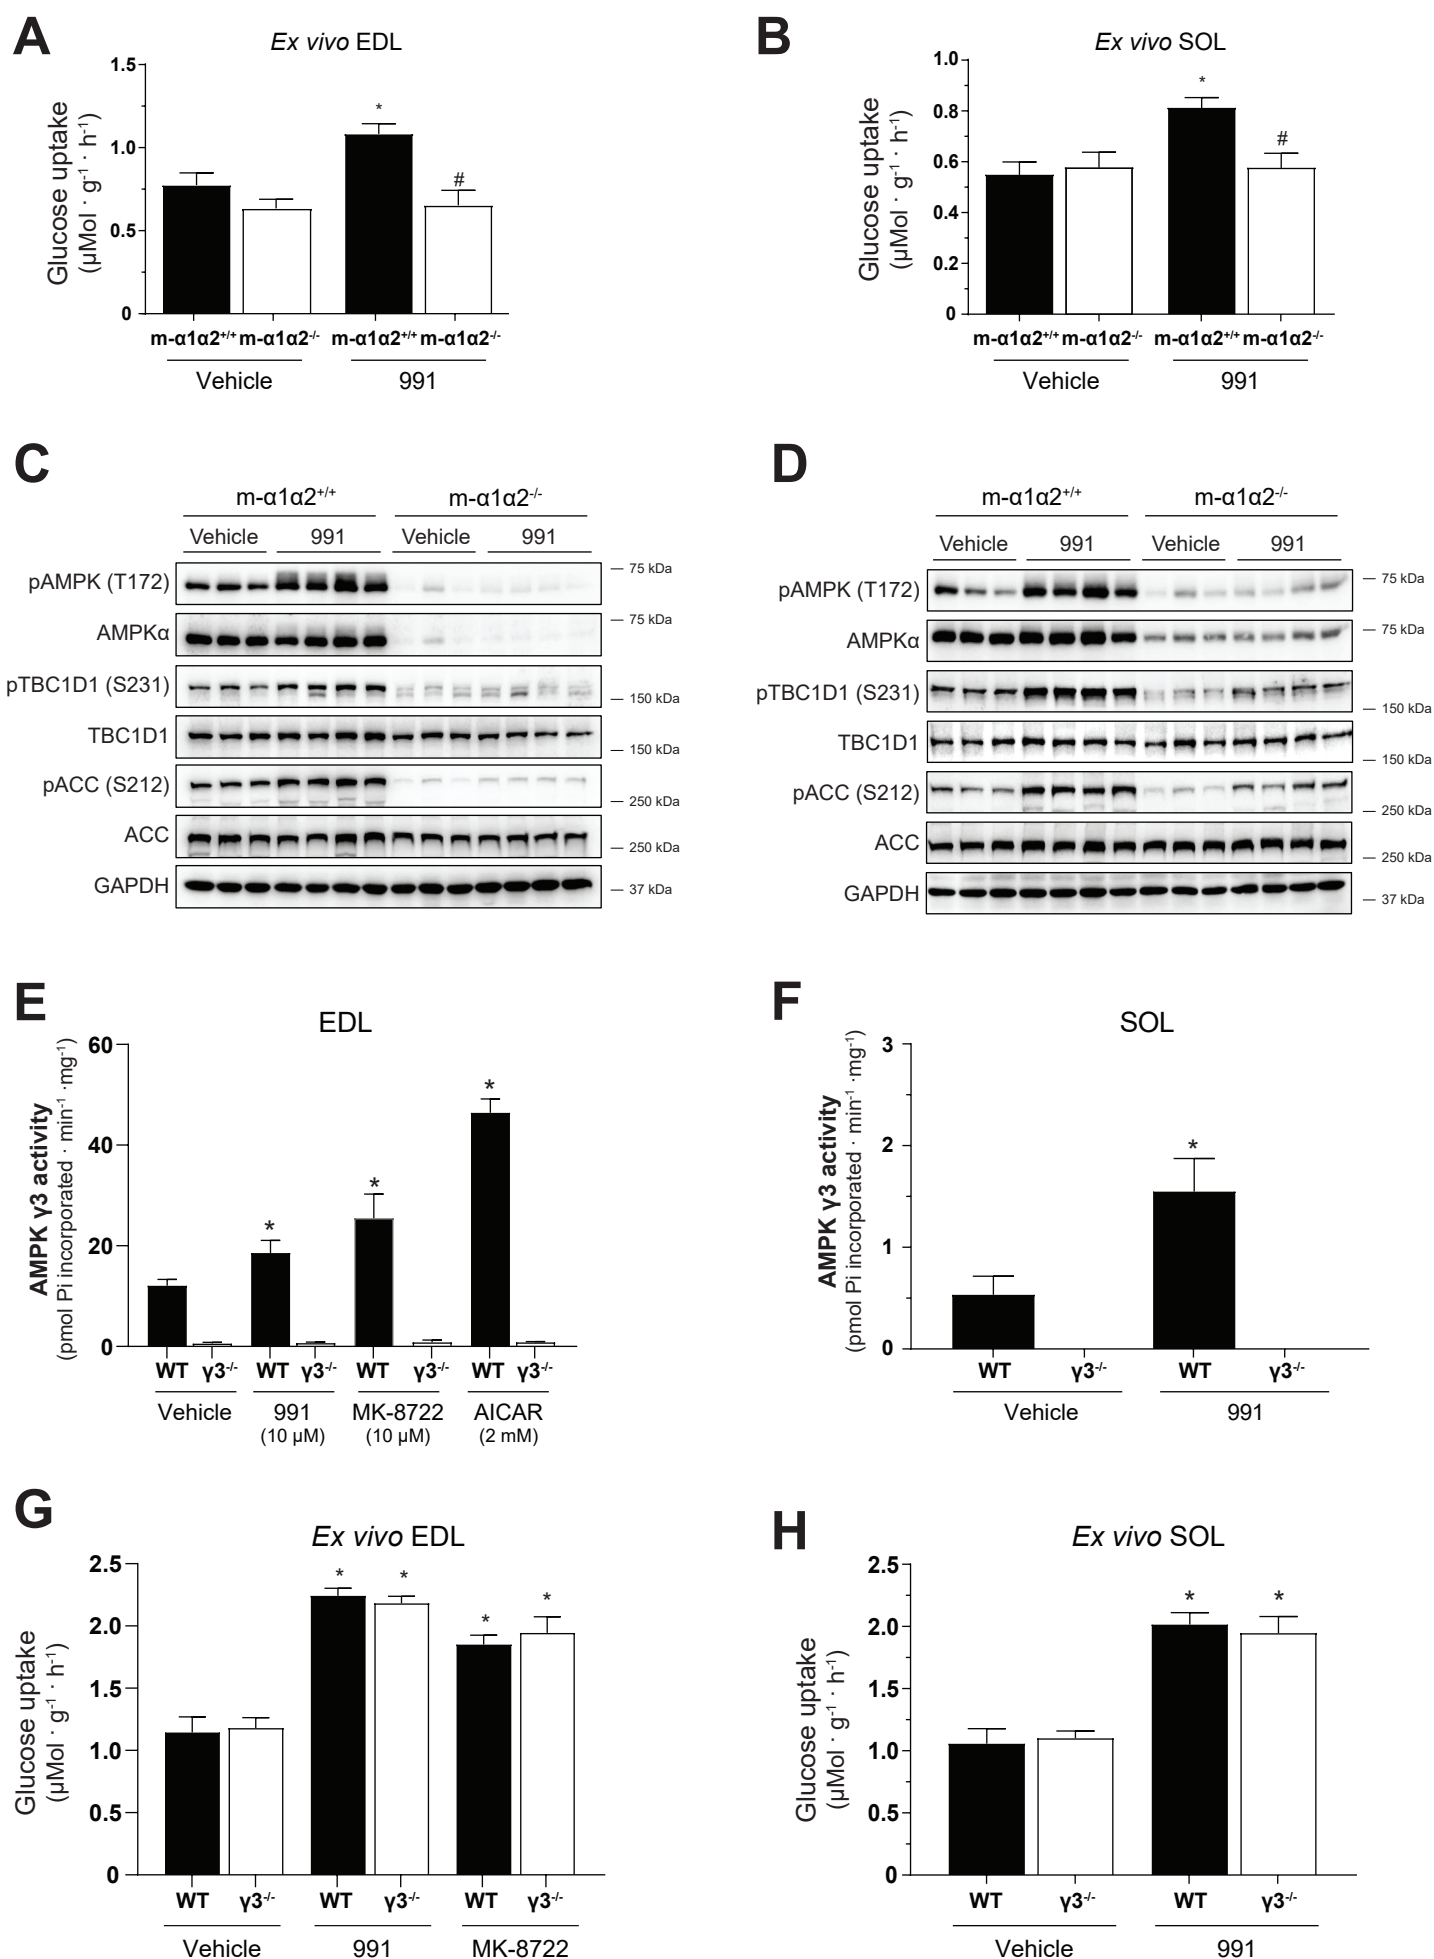 A
Ex vivo EDL
Glucose uptake
(µMol · g⁻¹ · h⁻¹)
1.5
1.0
0.5
0
*
#
m-α1α2⁺/⁺ m-α1α2⁻/⁻ m-α1α2⁺/⁺ m-α1α2⁻/⁻
Vehicle 991
B
Ex vivo SOL
Glucose uptake
(µMol · g⁻¹ · h⁻¹)
1.0
0.8
0.6
0.4
0.2
0
*
#
m-α1α2⁺/⁺ m-α1α2⁻/⁻ m-α1α2⁺/⁺ m-α1α2⁻/⁻
Vehicle 991
C
m-α1α2⁺/⁺ m-α1α2⁻/⁻
Vehicle 991 Vehicle 991
pAMPK (T172) 75 kDa
AMPKα 75 kDa
pTBC1D1 (S231) 150 kDa
TBC1D1 150 kDa
pACC (S212) 250 kDa
ACC 250 kDa
GAPDH 37 kDa
D
m-α1α2⁺/⁺ m-α1α2⁻/⁻
Vehicle 991 Vehicle 991
pAMPK (T172) 75 kDa
AMPKα 75 kDa
pTBC1D1 (S231) 150 kDa
TBC1D1 150 kDa
pACC (S212) 250 kDa
ACC 250 kDa
GAPDH 37 kDa
E
EDL
AMPK γ3 activity
(pmol Pi incorporated · min⁻¹ ·mg⁻¹)
60
40
20
0
* * *
WT γ3⁻/⁻ WT γ3⁻/⁻ WT γ3⁻/⁻ WT γ3⁻/⁻
Vehicle 991 MK-8722 AICAR
(10 µM) (10 µM) (2 mM)
F
SOL
AMPK γ3 activity
(pmol Pi incorporated · min⁻¹ ·mg⁻¹)
3
2
1
0
*
WT γ3⁻/⁻ WT γ3⁻/⁻
Vehicle 991
G
Ex vivo EDL
Glucose uptake
(µMol · g⁻¹ · h⁻¹)
2.5
2.0
1.5
1.0
0.5
0
* * * *
WT γ3⁻/⁻ WT γ3⁻/⁻ WT γ3⁻/⁻
Vehicle 991 MK-8722
H
Ex vivo SOL
Glucose uptake
(µMol · g⁻¹ · h⁻¹)
2.5
2.0
1.5
1.0
0.5
0
* *
WT γ3⁻/⁻ WT γ3⁻/⁻
Vehicle 991